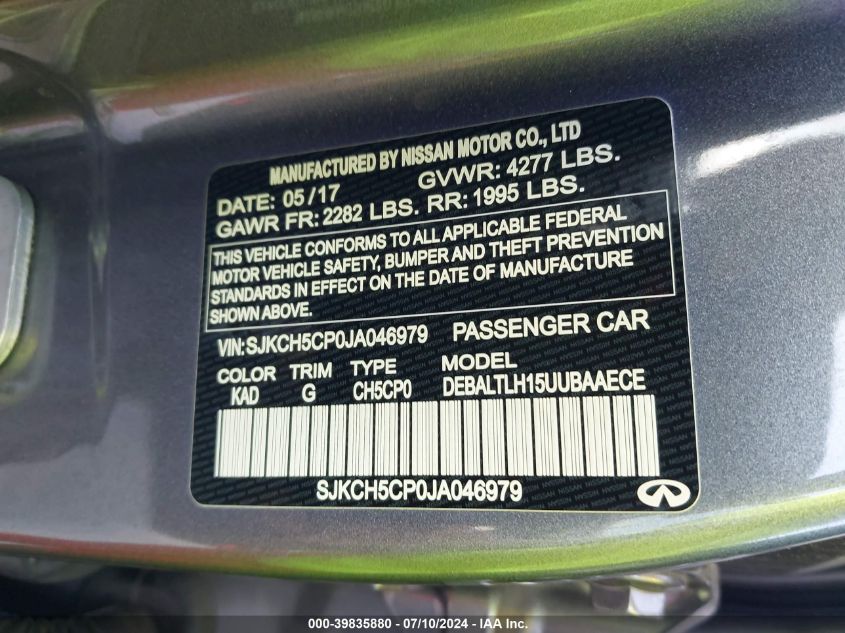 MANUFACTURED BY NISSAN MOTOR CO., LTD
DATE: 05/17 GVWR: 4277 LBS.
GAWR FR: 2282 LBS. RR: 1995 LBS.
THIS VEHICLE CONFORMS TO ALL APPLICABLE FEDERAL
MOTOR VEHICLE SAFETY, BUMPER AND THEFT PREVENTION
STANDARDS IN EFFECT ON THE DATE OF MANUFACTURE
SHOWN ABOVE.
VIN:SJKCH5CP0JA046979 PASSENGER CAR
COLOR TRIM TYPE MODEL
KAD G CH5CP0 DEBALTLH15UUBAAECE
SJKCH5CP0JA046979
000-39835880 - 07/10/2024 - IAA, Inc.